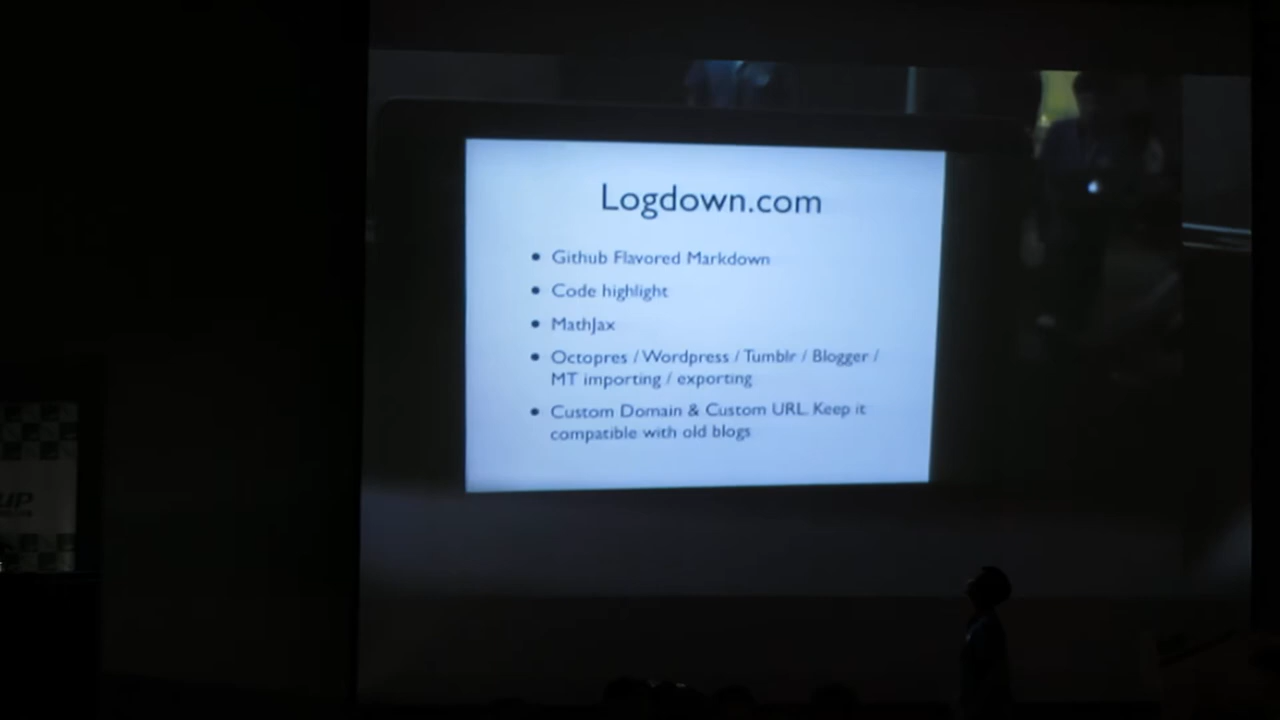 Logdown.com
• Github Flavored Markdown
• Code highlight
• MathJax
• Octopres / Wordpress / Tumblr / Blogger /
MT importing / exporting
• Custom Domain & Custom URL. Keep it
compatible with old blogs
UP